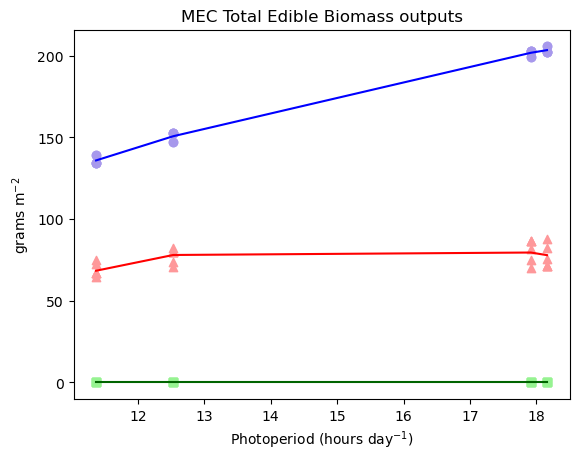 MEC Total Edible Biomass outputs
grams m⁻²
200
150
100
50
0
12 13 14 15 16 17 18
Photoperiod (hours day⁻¹)